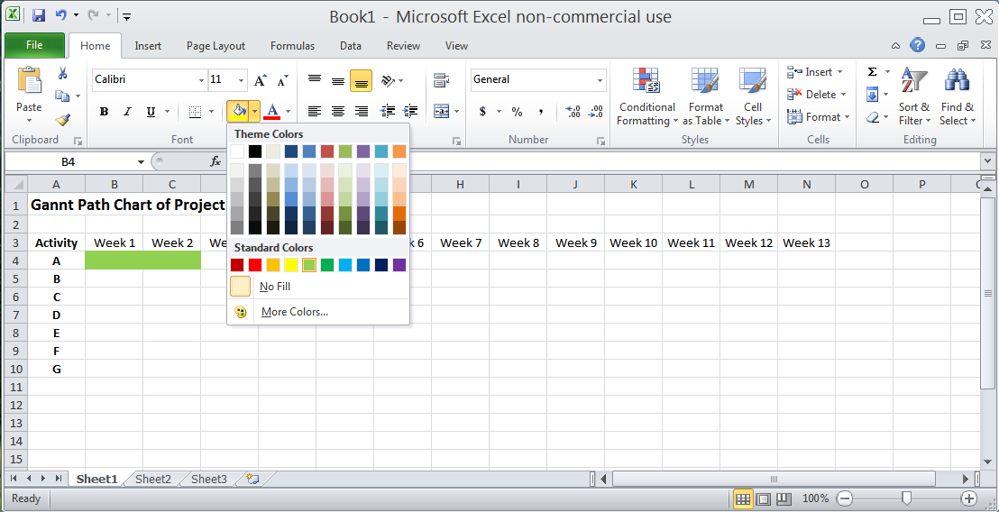 Book1 - Microsoft Excel non-commercial use
File Home Insert Page Layout Formulas Data Review View
Paste
Calibri 11
B I U A
General
$ % ,
Conditional Formatting
Format as Table
Cell Styles
Insert
Delete
Format
Σ
Sort & Filter
Find & Select
Clipboard Font Number Styles Cells Editing
B4 fx
Theme Colors
Standard Colors
No Fill
More Colors...
A B C H I J K L M N O P
1 Gannt Path Chart of Project
2
3 Activity Week 1 Week 2 We k 6 Week 7 Week 8 Week 9 Week 10 Week 11 Week 12 Week 13
4 A
5 B
6 C
7 D
8 E
9 F
10 G
11
12
13
14
15
Sheet1 Sheet2 Sheet3
Ready 100%